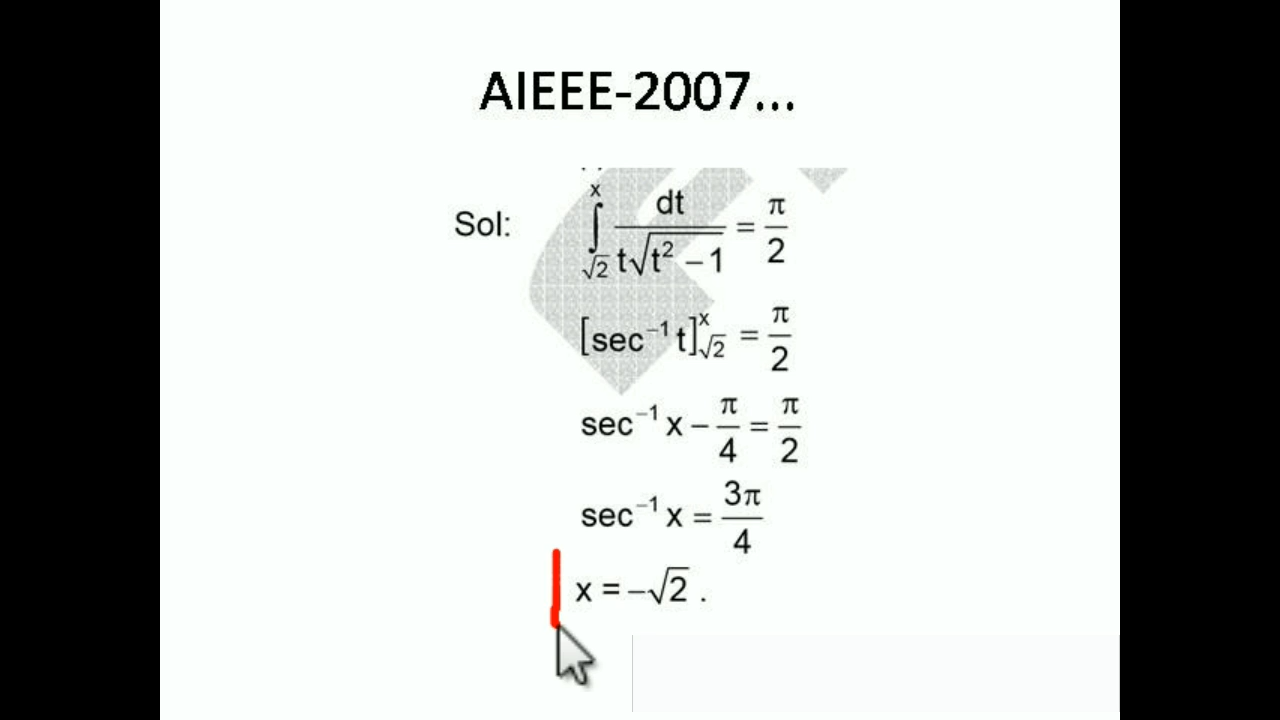 AIEEE-2007...
Sol: ∫_{√2}^{x} dt / (t√(t² – 1)) = π/2
[sec⁻¹ t]_{√2}^{x} = π/2
sec⁻¹ x – π/4 = π/2
sec⁻¹ x = 3π/4
x = –√2 .